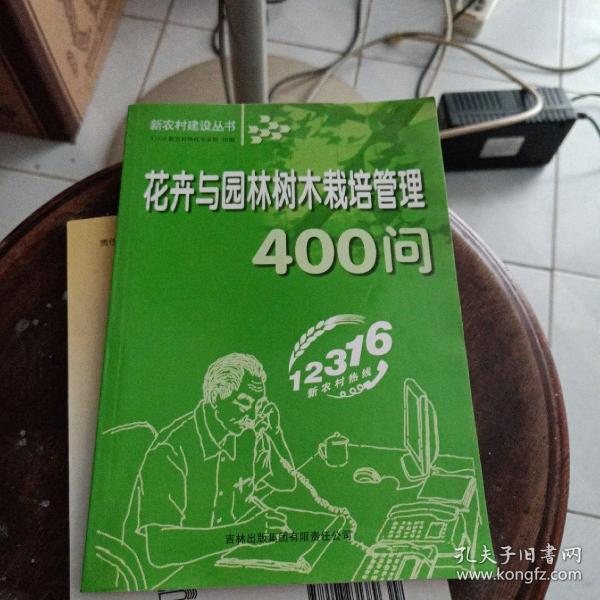 新农村建设丛书
花卉与园林树木栽培管理
400问
12316
新农村热线
吉林出版集团有限责任公司
孔夫子旧书网
www.kongfz.com